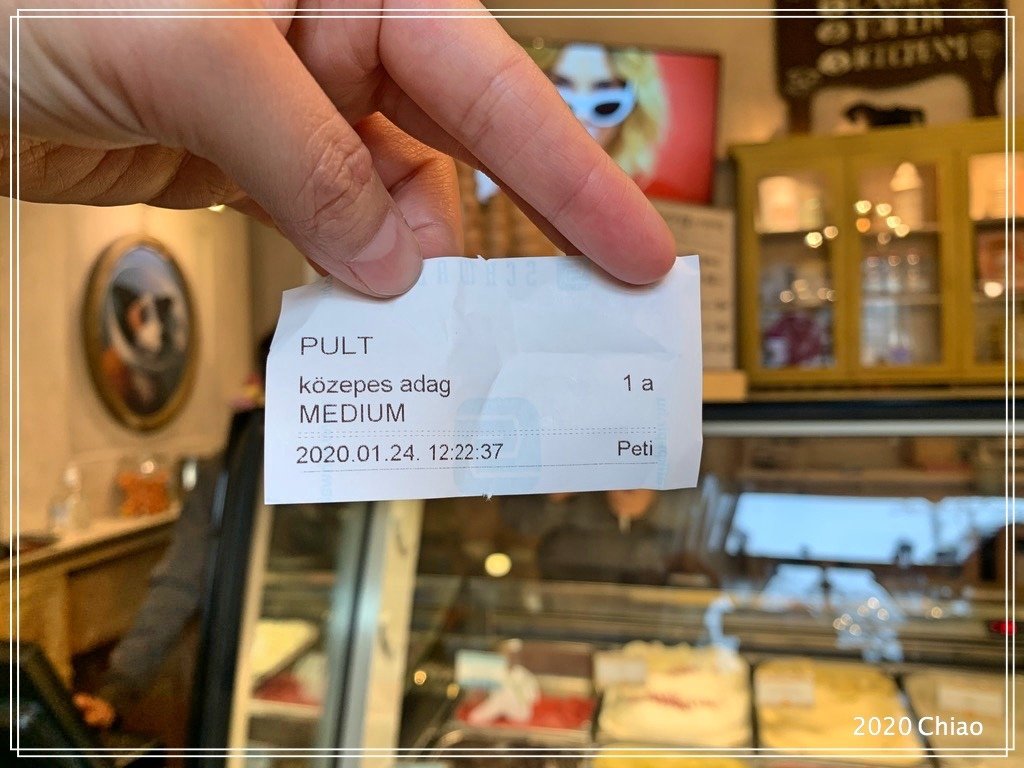 PULT
közepes adag 1 a
MEDIUM
2020.01.24. 12:22:37 Peti
2020 Chiao